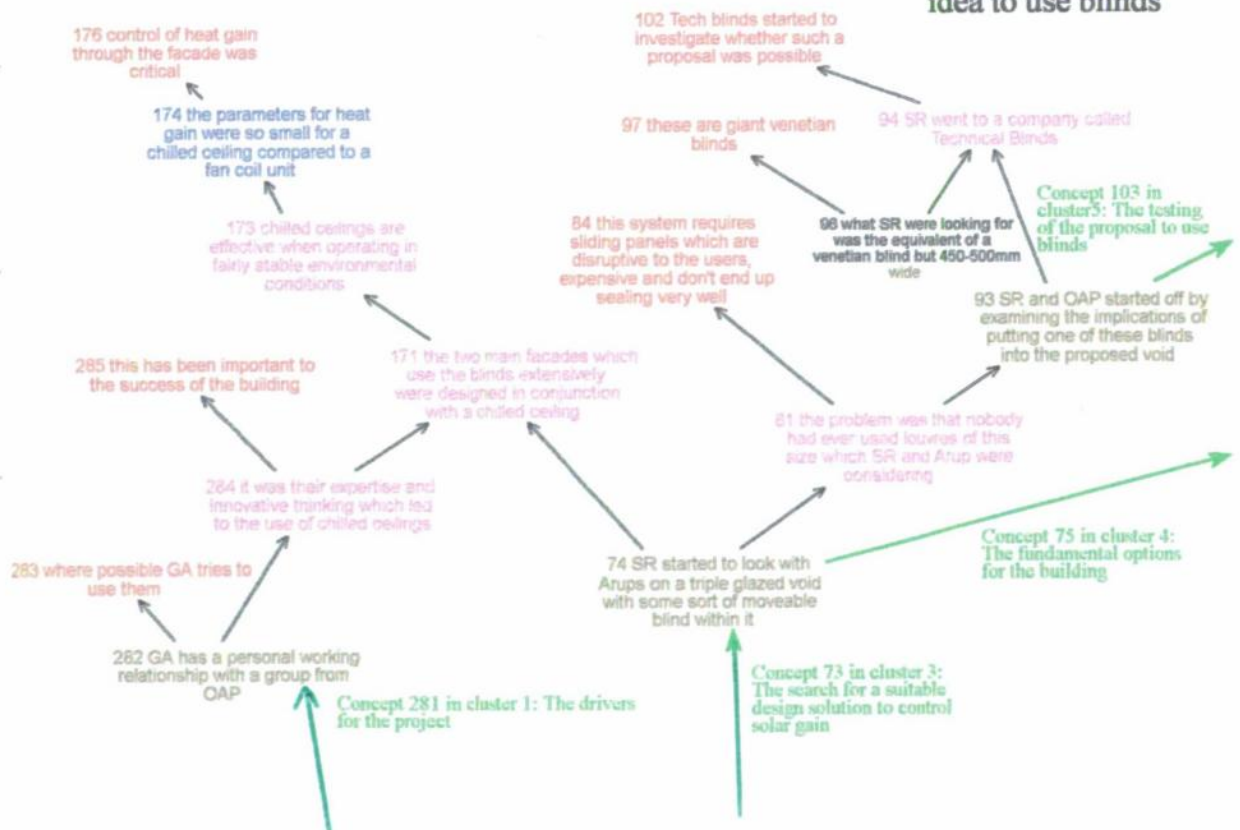 idea to use blinds
102 Tech blinds started to
investigate whether such a
proposal was possible
176 control of heat gain
through the facade was
critical
174 the parameters for heat
gain were so small for a
chilled ceiling compared to a
fan coil unit
97 these are giant venetian
blinds
94 SR went to a company called
Technical Blinds
173 chilled ceilings are
effective when operating in
fairly stable environmental
conditions
84 this system requires
sliding panels which are
disruptive to the users,
expensive and don't end up
sealing very well
96 what SR were looking for
was the equivalent of a
venetian blind but 450-500mm
wide
Concept 103 in
cluster5: The testing
of the proposal to use
blinds
93 SR and OAP started off by
examining the implications of
putting one of these blinds
into the proposed void
285 this has been important to
the success of the building
171 the two main facades which
use the blinds extensively
were designed in conjunction
with a chilled ceiling
81 the problem was that nobody
had ever used louvres of this
size which SR and Arup were
considering
284 it was their expertise and
innovative thinking which led
to the use of chilled ceilings
283 where possible GA tries to
use them
74 SR started to look with
Arups on a triple glazed void
with some sort of moveable
blind within it
Concept 75 in cluster 4:
The fundamental options
for the building
282 GA has a personal working
relationship with a group from
OAP
Concept 281 in cluster 1: The drivers
for the project
Concept 73 in cluster 3:
The search for a suitable
design solution to control
solar gain